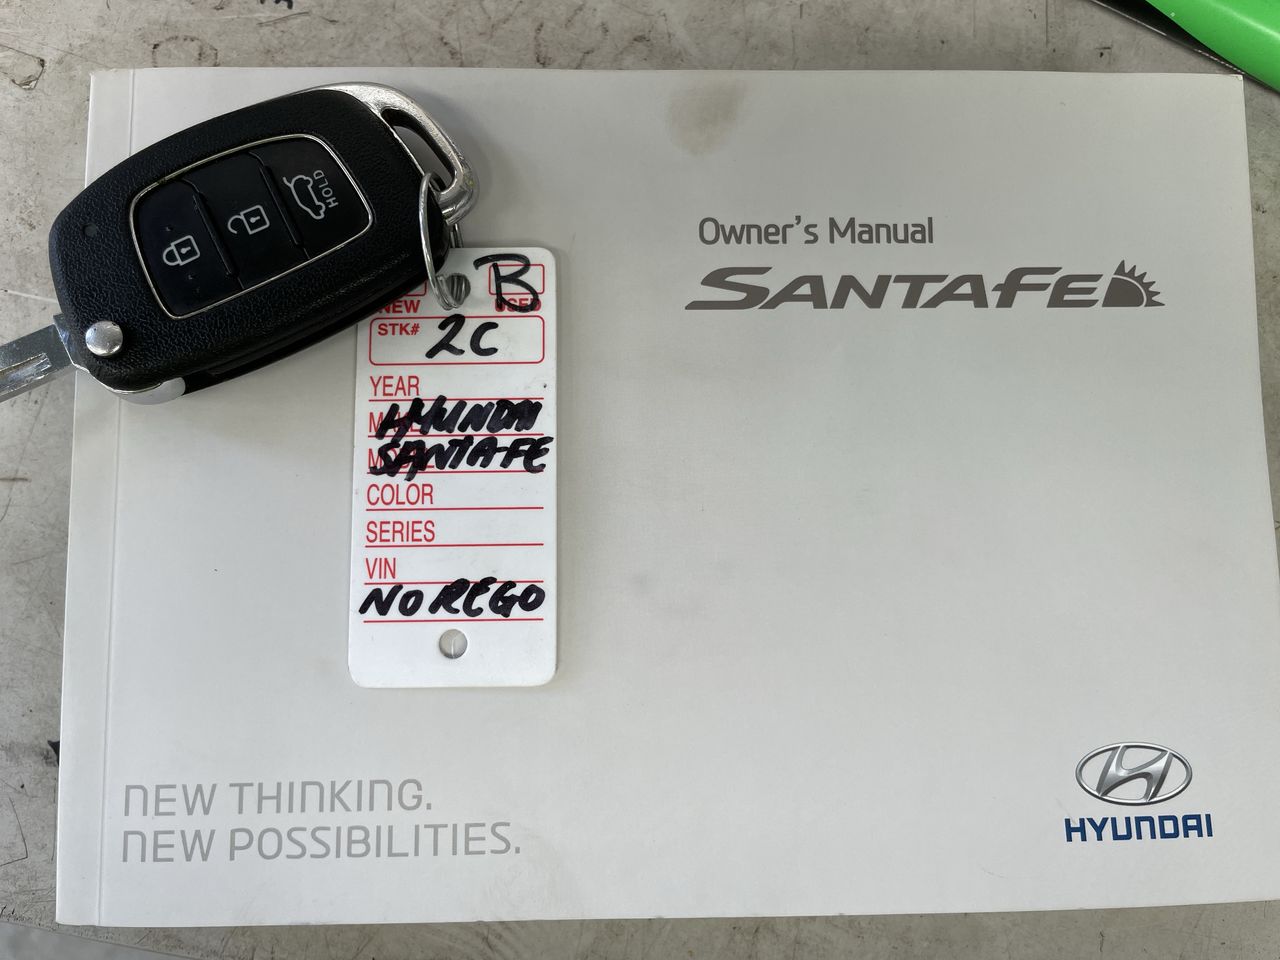 HOLD
Owner's Manual
SANTAFE
B
NEW USED
STK# 2C
YEAR
HYUNDAI
SANTAFE
COLOR
SERIES
VIN
NO REGO
NEW THINKING.
NEW POSSIBILITIES.
HYUNDAI